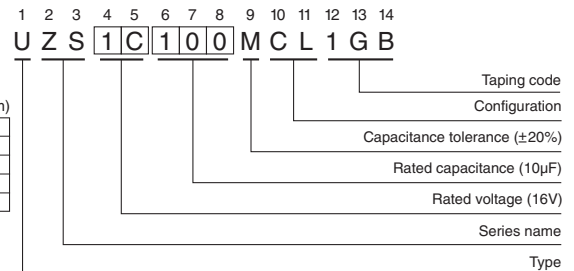 1 2 3 4 5 6 7 8 9 10 11 12 13 14
U Z S 1 C 1 0 0 M C L 1 G B
Taping code
Configuration
Capacitance tolerance (±20%)
Rated capacitance (10µF)
Rated voltage (16V)
Series name
Type